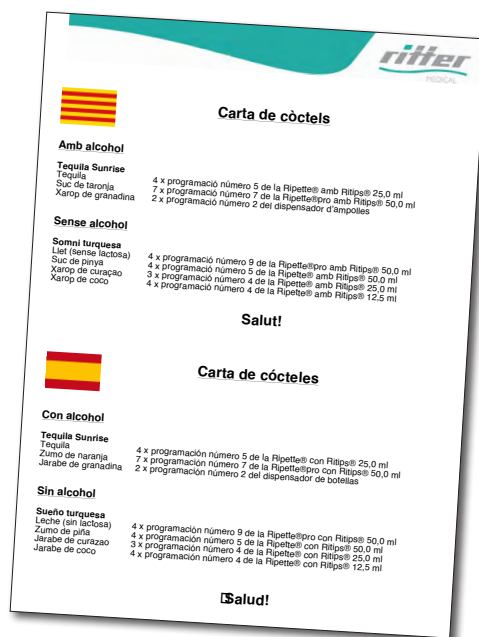 ritter
MEDICAL
Carta de còctels
Amb alcohol
Tequila Sunrise
Tequila 4 x programació número 5 de la Ripette® amb Ritips® 25,0 ml
Suc de taronja 7 x programació número 7 de la Ripette®pro amb Ritips® 50,0 ml
Xarop de granadina 2 x programació número 2 del dispensador d'ampolles
Sense alcohol
Somni turquesa
Llet (sense lactosa) 4 x programació número 9 de la Ripette®pro amb Ritips® 50,0 ml
Suc de pinya 4 x programació número 5 de la Ripette® amb Ritips® 50,0 ml
Xarop de curaçao 3 x programació número 4 de la Ripette® amb Ritips® 25,0 ml
Xarop de coco 4 x programació número 4 de la Ripette® amb Ritips® 12,5 ml
Salut!
Carta de cócteles
Con alcohol
Tequila Sunrise
Tequila 4 x programación número 5 de la Ripette® con Ritips® 25,0 ml
Zumo de naranja 7 x programación número 7 de la Ripette®pro con Ritips® 50,0 ml
Jarabe de granadina 2 x programación número 2 del dispensador de botellas
Sin alcohol
Sueño turquesa
Leche (sin lactosa) 4 x programación número 9 de la Ripette®pro con Ritips® 50,0 ml
Zumo de piña 4 x programación número 5 de la Ripette® con Ritips® 50,0 ml
Jarabe de curazao 3 x programación número 4 de la Ripette® con Ritips® 25,0 ml
Jarabe de coco 4 x programación número 4 de la Ripette® con Ritips® 12,5 ml
Salud!